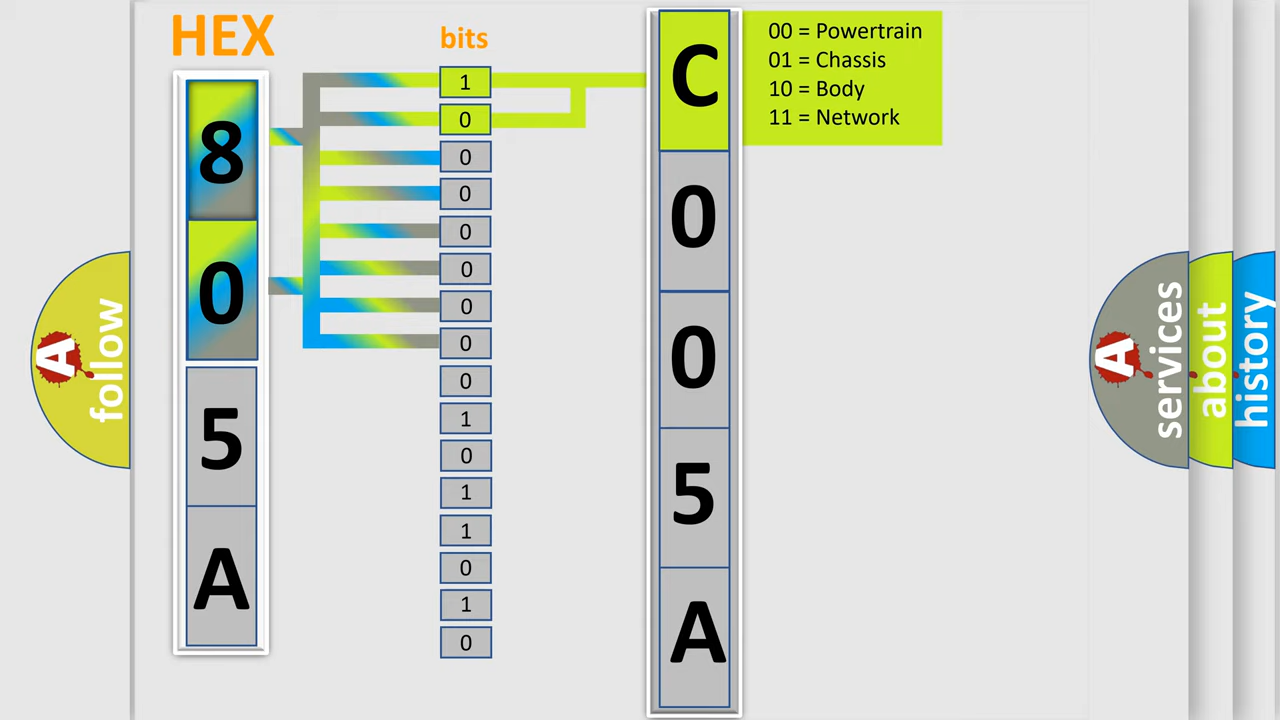 HEX
bits
8
0
5
A
1
0
0
0
0
0
0
0
0
1
0
1
1
0
1
0
C
0
0
5
A
00 = Powertrain
01 = Chassis
10 = Body
11 = Network
A
follow
A
services
about
history